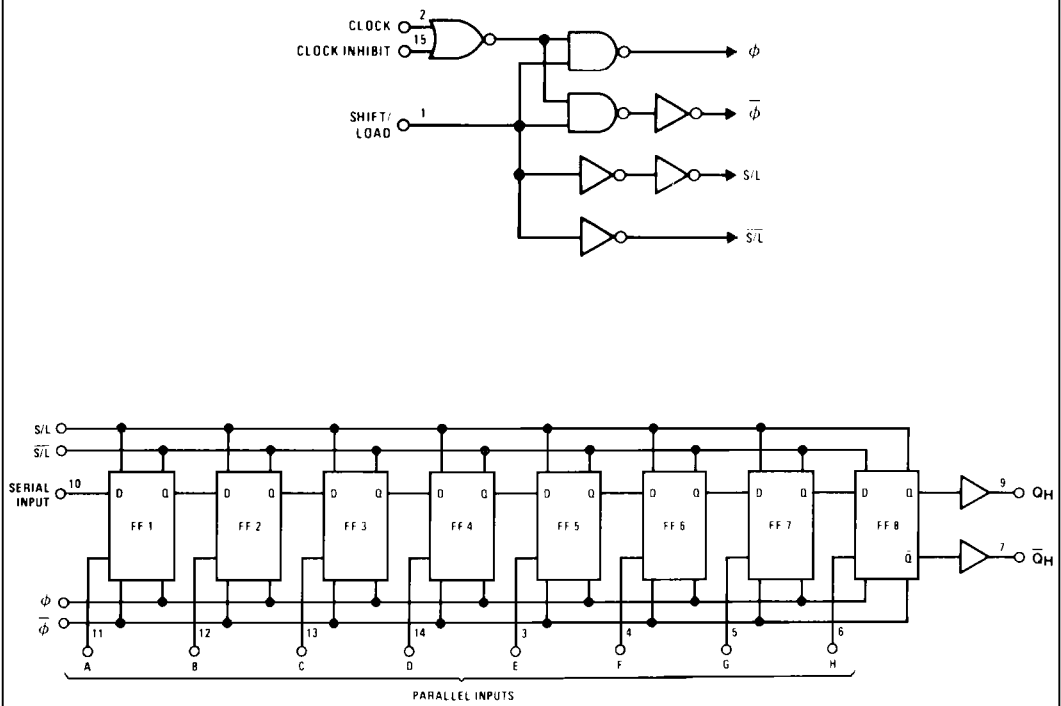 CLOCK 2
CLOCK INHIBIT 15
SHIFT/
LOAD 1
ϕ
ϕ̅
S/L
S̅/̅L̅
S/L
S̅/̅L̅
SERIAL
INPUT 10
D Q D Q D Q D Q D Q D Q D Q D Q
FF 1 FF 2 FF 3 FF 4 FF 5 FF 6 FF 7 FF 8
9 QH
Q̅
7 Q̅H
ϕ
ϕ̅
11 12 13 14 3 4 5 6
A B C D E F G H
PARALLEL INPUTS